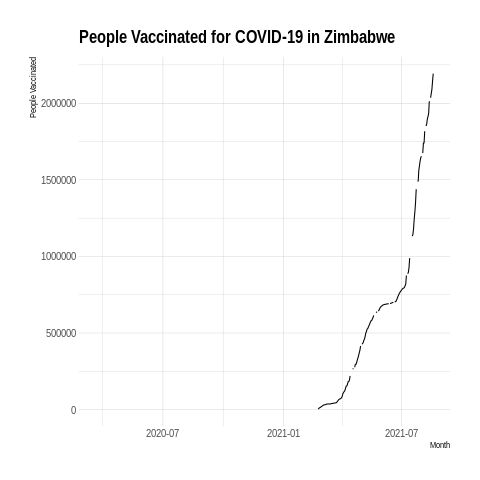 People Vaccinated for COVID-19 in Zimbabwe
People Vaccinated
2000000
1500000
1000000
500000
0
2020-07
2021-01
2021-07
Month